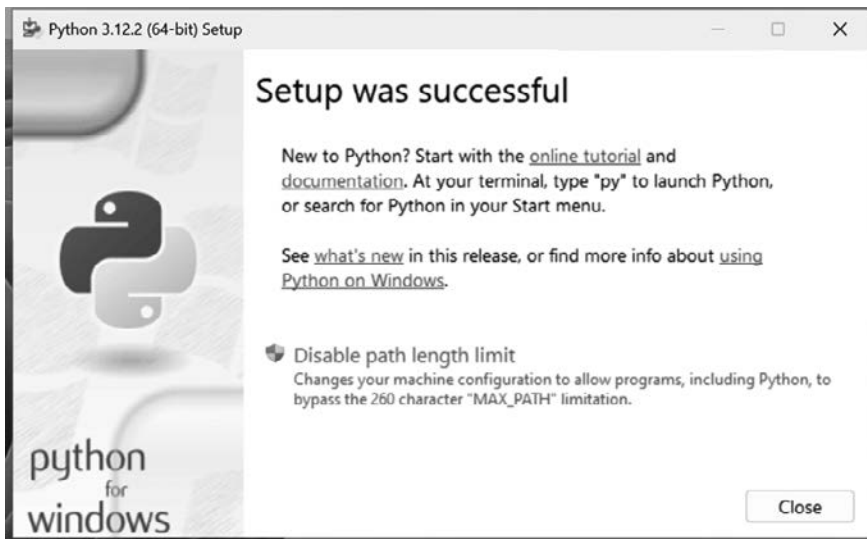 Python 3.12.2 (64-bit) Setup
Setup was successful
New to Python? Start with the online tutorial and
documentation. At your terminal, type "py" to launch Python,
or search for Python in your Start menu.
See what's new in this release, or find more info about using
Python on Windows.
Disable path length limit
Changes your machine configuration to allow programs, including Python, to
bypass the 260 character "MAX_PATH" limitation.
python
for
windows
Close